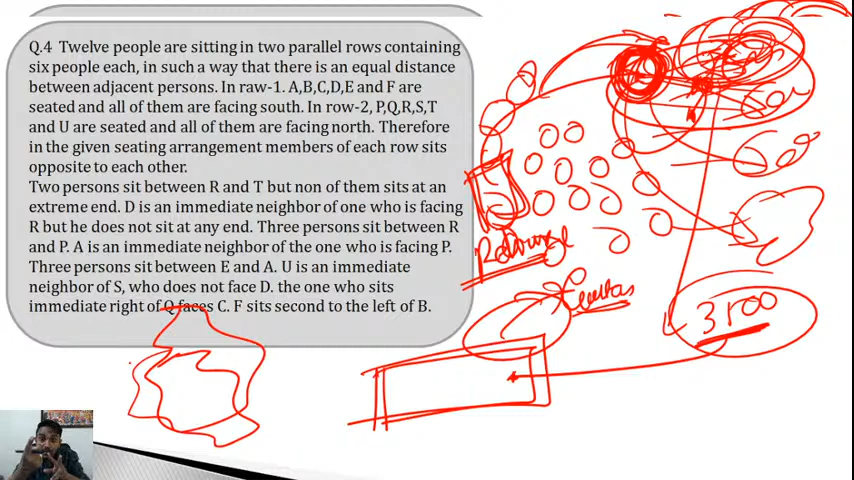 Q.4 Twelve people are sitting in two parallel rows containing
six people each, in such a way that there is an equal distance
between adjacent persons. In raw-1. A,B,C,D,E and F are
seated and all of them are facing south. In row-2, P,Q,R,S,T
and U are seated and all of them are facing north. Therefore
in the given seating arrangement members of each row sits
opposite to each other.
Two persons sit between R and T but non of them sits at an
extreme end. D is an immediate neighbor of one who is facing
R but he does not sit at any end. Three persons sit between R
and P. A is an immediate neighbor of the one who is facing P.
Three persons sit between E and A. U is an immediate
neighbor of S, who does not face D. the one who sits
immediate right of Q faces C. F sits second to the left of B.
3500